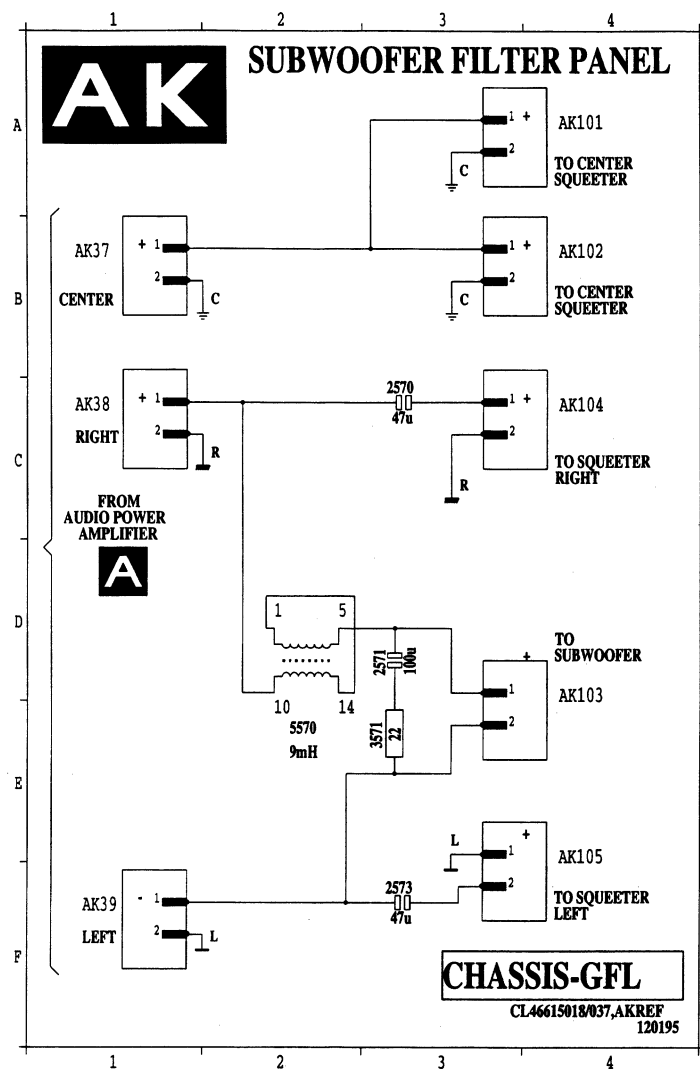 1 2 3 4
AK
SUBWOOFER FILTER PANEL
A
1 +
2
C
AK101
TO CENTER
SQUEETER
B
AK37
CENTER
+ 1
2
C
1 +
2
C
AK102
TO CENTER
SQUEETER
C
AK38
RIGHT
+ 1
2
R
2570
47u
1 +
2
R
AK104
TO SQUEETER
RIGHT
FROM
AUDIO POWER
AMPLIFIER
A
D
1 5
10 14
5570
9mH
2571
100u
3571
22
TO
SUBWOOFER
+
1
2
AK103
E
L
+
1
2
AK105
TO SQUEETER
LEFT
F
AK39
LEFT
- 1
2
L
2573
47u
CHASSIS-GFL
CL46615018/037,AKREF
120195
1 2 3 4